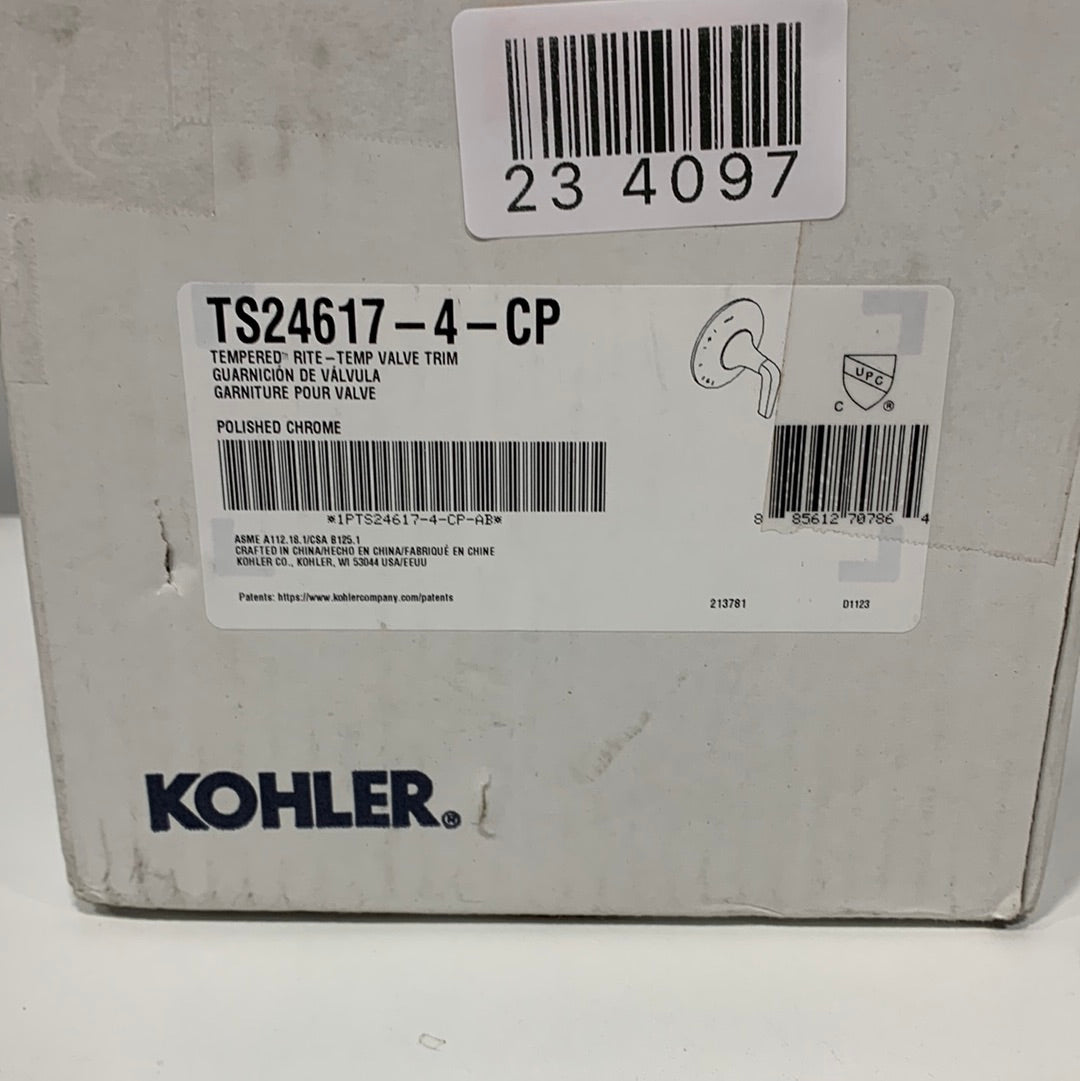 23 4097
TS24617-4-CP
TEMPERED™ RITE-TEMP VALVE TRIM
GUARNICIÓN DE VÁLVULA
GARNITURE POUR VALVE
POLISHED CHROME
*1PTS24617-4-CP-AB*
UPC
C ®
8 85612 70786 4
ASME A112.18.1/CSA B125.1
CRAFTED IN CHINA/HECHO EN CHINA/FABRIQUÉ EN CHINE
KOHLER CO., KOHLER, WI 53044 USA/EEUU
Patents: https://www.kohlercompany.com/patents
213781
D1123
KOHLER®